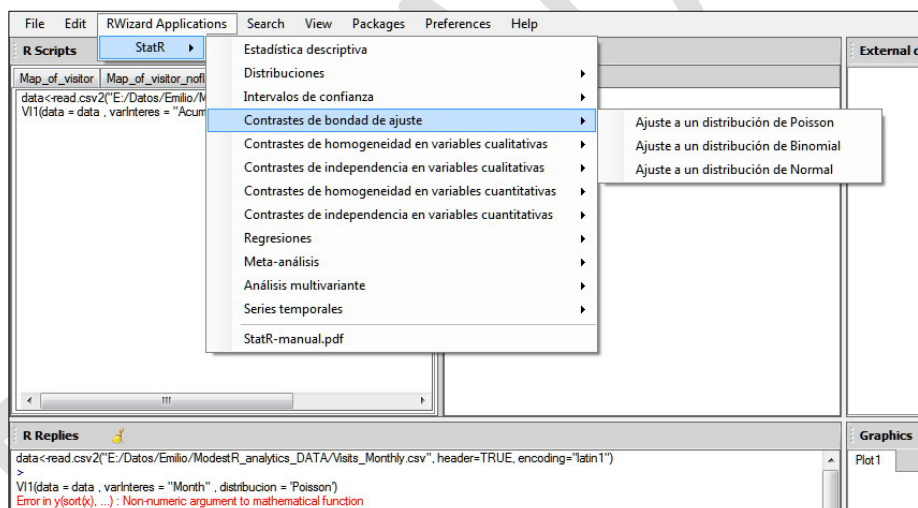 File Edit RWizard Applications Search View Packages Preferences Help
R Scripts
StatR
External
Map_of_visitor Map_of_visitor_nofl
data<-read.csv2("E:/Datos/Emilio/M
VI1(data = data , varInteres = "Acum
Estadística descriptiva
Distribuciones
Intervalos de confianza
Contrastes de bondad de ajuste
Contrastes de homogeneidad en variables cualitativas
Contrastes de independencia en variables cualitativas
Contrastes de homogeneidad en variables cuantitativas
Contrastes de independencia en variables cuantitativas
Regresiones
Meta-análisis
Análisis multivariante
Series temporales
StatR-manual.pdf
Ajuste a un distribución de Poisson
Ajuste a un distribución de Binomial
Ajuste a un distribución de Normal
R Replies
data<-read.csv2("E:/Datos/Emilio/ModestR_analytics_DATA/Visits_Monthly.csv", header=TRUE, encoding="latin1")
>
VI1(data = data , varInteres = "Month" , distribucion = 'Poisson')
Error in y(sort(x), ...) : Non-numeric argument to mathematical function
Graphics
Plot1